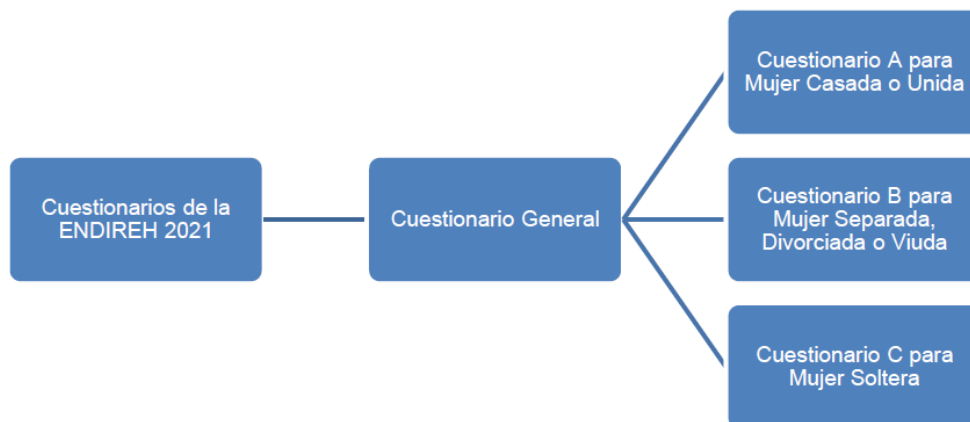 Cuestionarios de la
ENDIREH 2021
Cuestionario General
Cuestionario A para
Mujer Casada o Unida
Cuestionario B para
Mujer Separada,
Divorciada o Viuda
Cuestionario C para
Mujer Soltera